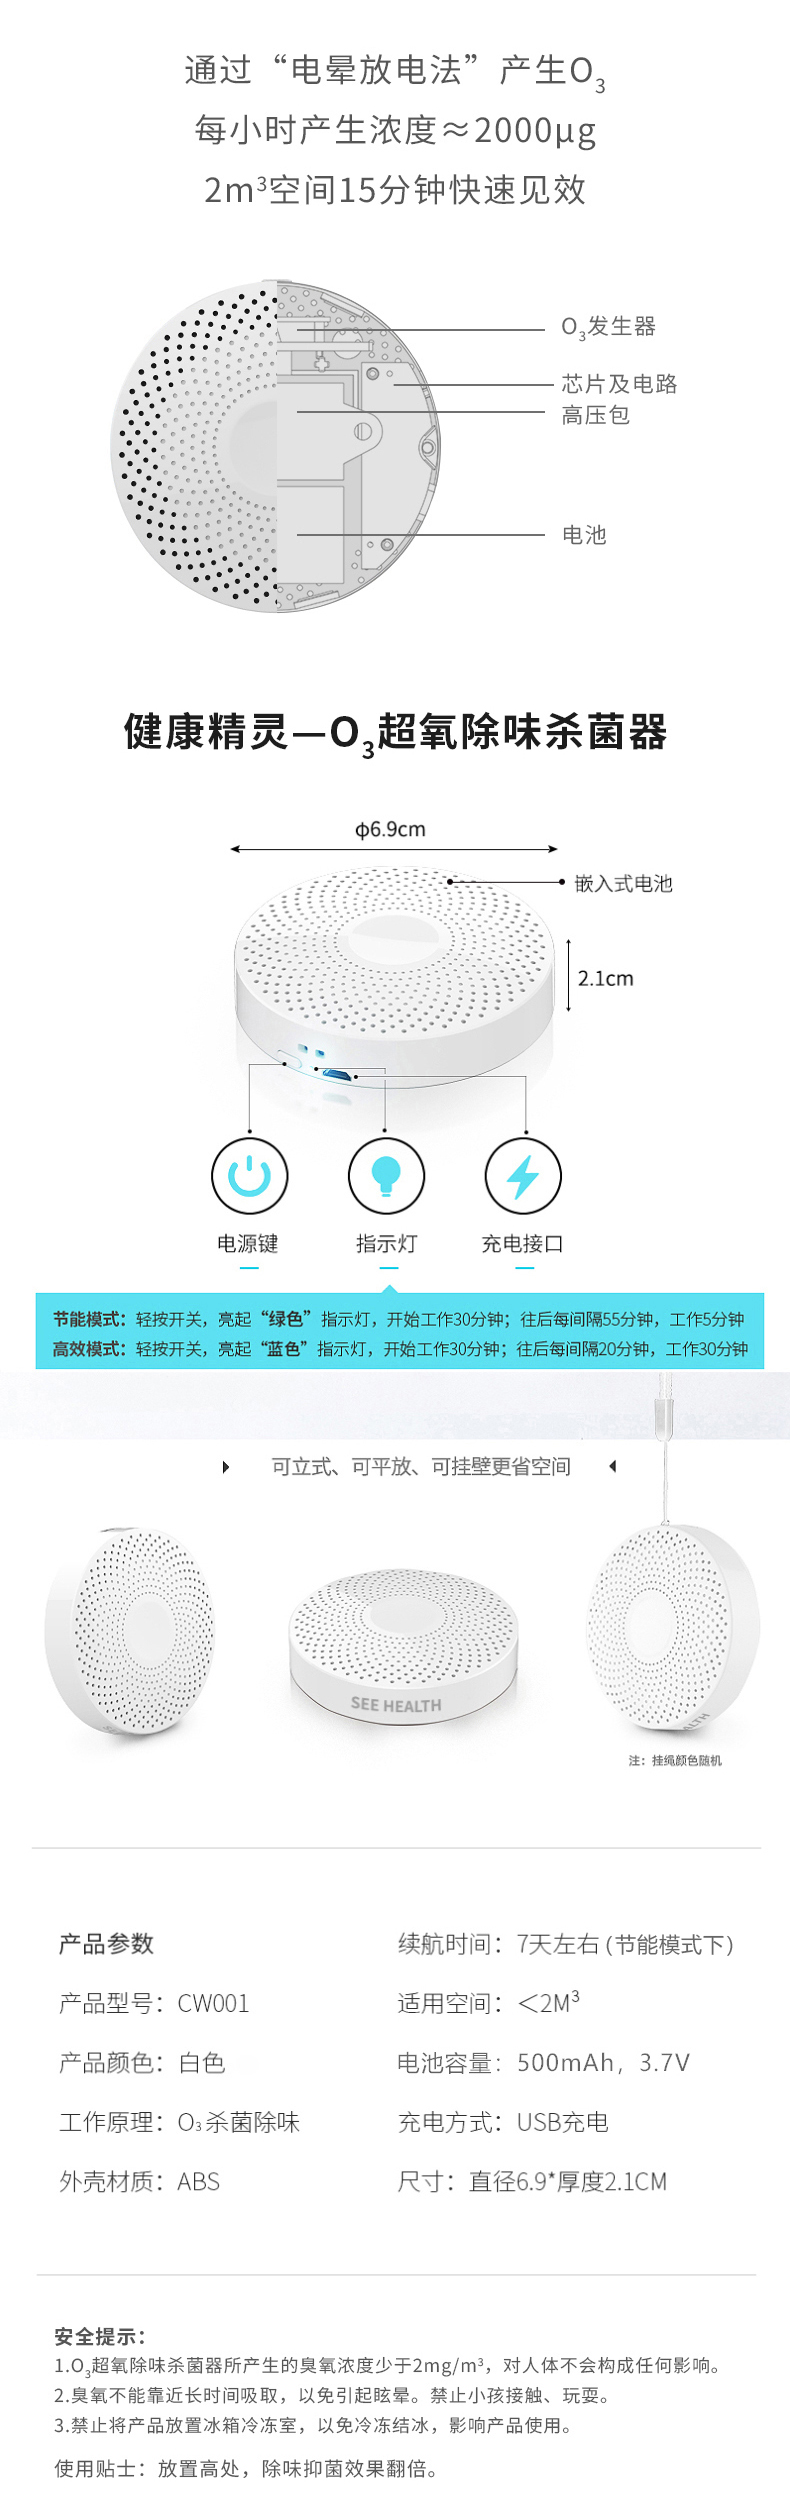 通过“电晕放电法”产生O₃
每小时产生浓度≈2000μg
2m³空间15分钟快速见效
O₃发生器
芯片及电路
高压包
电池
健康精灵—O₃超氧除味杀菌器
ф6.9cm
嵌入式电池
2.1cm
电源键
指示灯
充电接口
节能模式：轻按开关，亮起“绿色”指示灯，开始工作30分钟；往后每间隔55分钟，工作5分钟
高效模式：轻按开关，亮起“蓝色”指示灯，开始工作30分钟；往后每间隔20分钟，工作30分钟
可立式、可平放、可挂壁更省空间
SEE HEALTH
ALTH
注：挂绳颜色随机
产品参数
产品型号：CW001
产品颜色：白色
工作原理：O₃杀菌除味
外壳材质：ABS
续航时间：7天左右(节能模式下)
适用空间：＜2M³
电池容量：500mAh，3.7V
充电方式：USB充电
尺寸：直径6.9*厚度2.1CM
安全提示：
1.O₃超氧除味杀菌器所产生的臭氧浓度少于2mg/m³，对人体不会构成任何影响。
2.臭氧不能靠近长时间吸取，以免引起眩晕。禁止小孩接触、玩耍。
3.禁止将产品放置冰箱冷冻室，以免冷冻结冰，影响产品使用。
使用贴士：放置高处，除味抑菌效果翻倍。